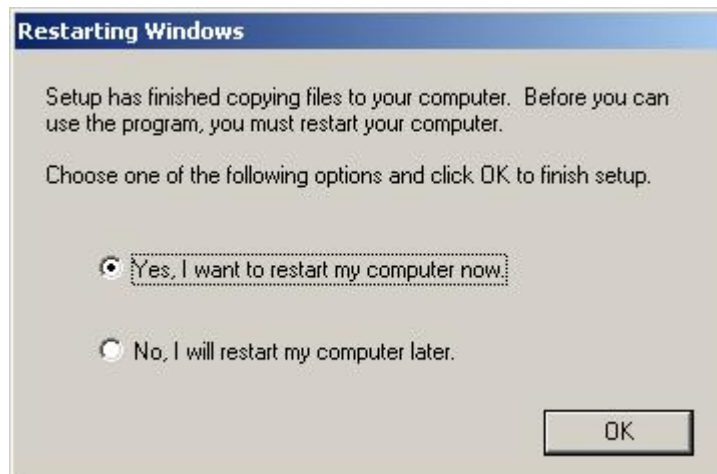 Restarting Windows
Setup has finished copying files to your computer.  Before you can
use the program, you must restart your computer.
Choose one of the following options and click OK to finish setup.
Yes, I want to restart my computer now.
No, I will restart my computer later.
OK